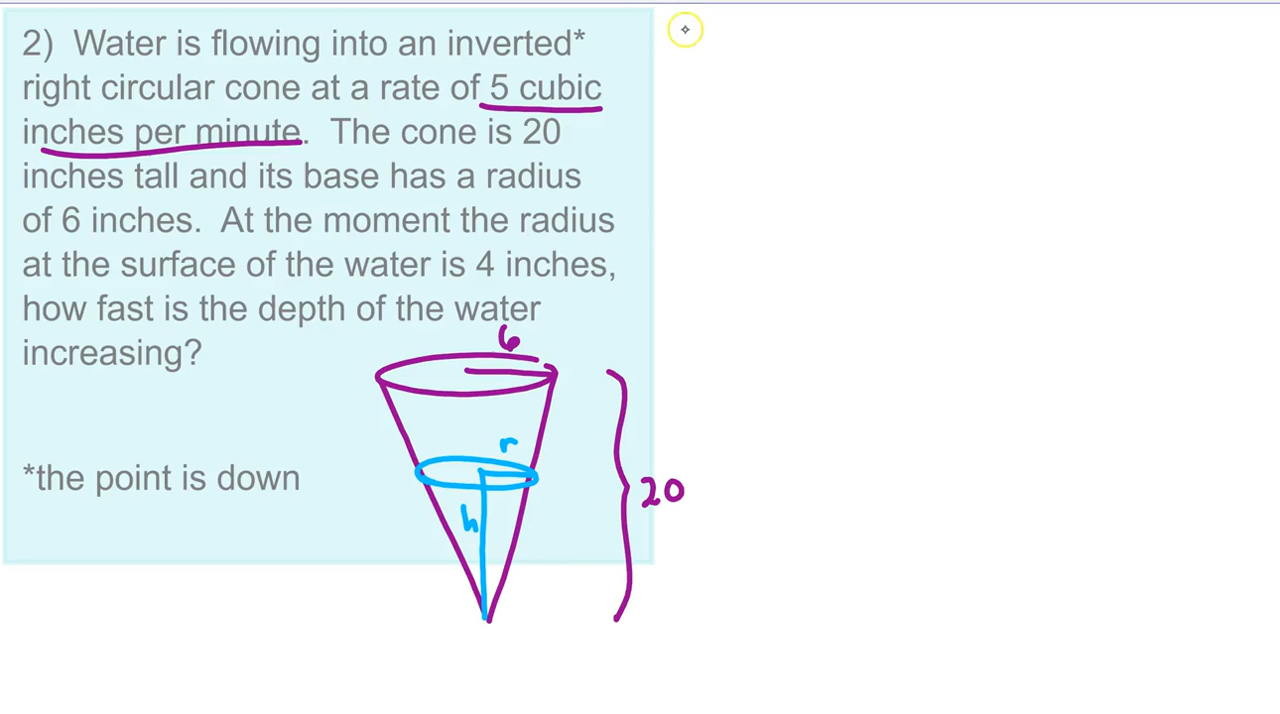 2) Water is flowing into an inverted*
right circular cone at a rate of 5 cubic
inches per minute. The cone is 20
inches tall and its base has a radius
of 6 inches. At the moment the radius
at the surface of the water is 4 inches,
how fast is the depth of the water
increasing?
6
r
*the point is down
20
h